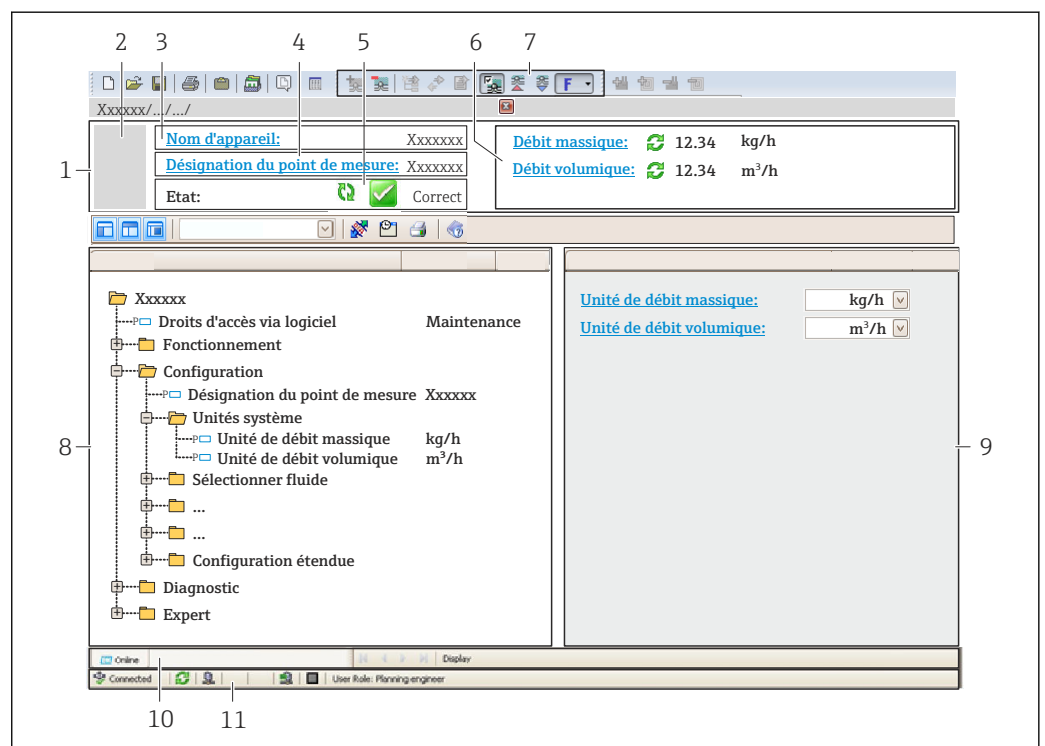 2 3 4 5 6 7
F
Xxxxxx/.../.../
1
Nom d'appareil: Xxxxxxx
Désignation du point de mesure: Xxxxxxx
Etat: Correct
Débit massique: 12.34 kg/h
Débit volumique: 12.34 m³/h
8
Xxxxxx
P Droits d'accès via logiciel Maintenance
Fonctionnement
Configuration
P Désignation du point de mesure Xxxxxx
Unités système
P Unité de débit massique kg/h
P Unité de débit volumique m³/h
Sélectionner fluide
...
...
Configuration étendue
Diagnostic
Expert
Unité de débit massique: kg/h
Unité de débit volumique: m³/h
9
Online Display
Connected User Role: Planning engineer
10 11